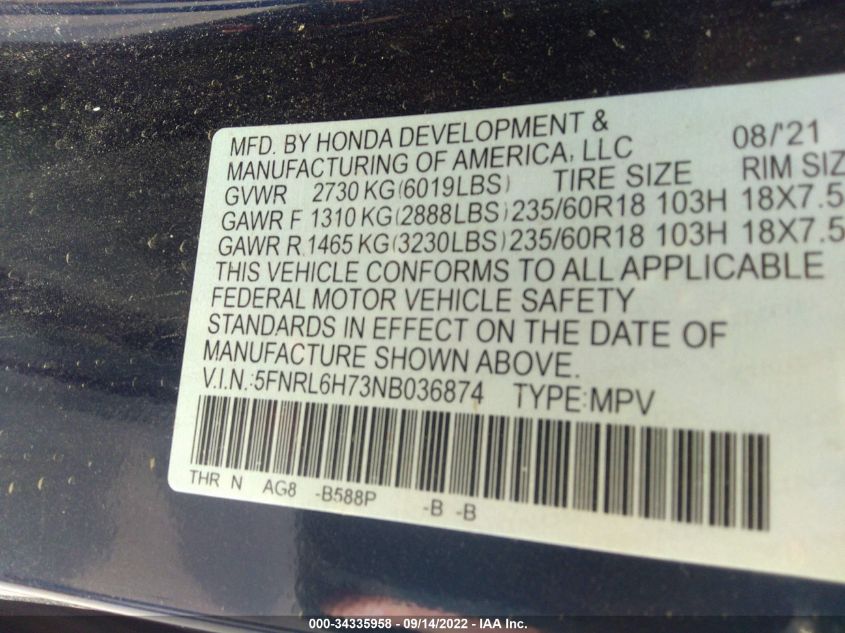 MFD. BY HONDA DEVELOPMENT & 08/'21
MANUFACTURING OF AMERICA, LLC
GVWR 2730 KG(6019LBS) TIRE SIZE RIM SIZ
GAWR F 1310 KG(2888LBS) 235/60R18 103H 18X7.5
GAWR R 1465 KG(3230LBS) 235/60R18 103H 18X7.5
THIS VEHICLE CONFORMS TO ALL APPLICABLE
FEDERAL MOTOR VEHICLE SAFETY
STANDARDS IN EFFECT ON THE DATE OF
MANUFACTURE SHOWN ABOVE.
V.I.N.:5FNRL6H73NB036874 TYPE:MPV
THR N AG8 -B588P -B -B
000-34335958 - 09/14/2022 - IAA Inc.